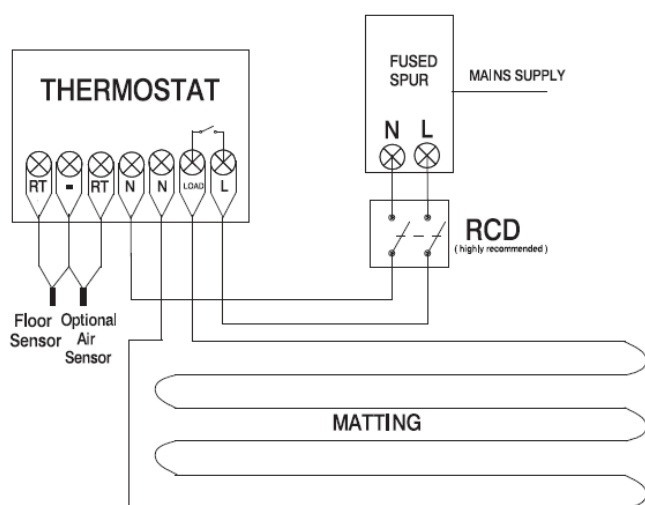 THERMOSTAT
RT = RT N N LOAD L
FUSED
SPUR
MAINS SUPPLY
N L
RCD
( highly recommended )
Floor
Sensor
Optional
Air
Sensor
MATTING